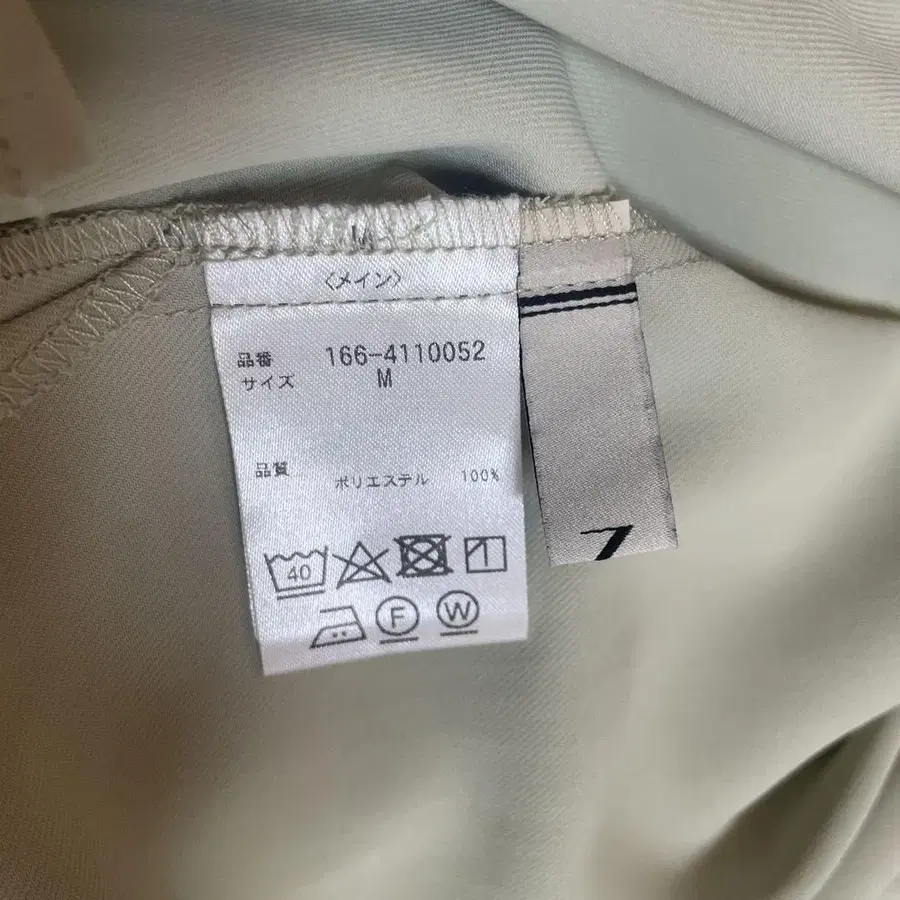 〈メイン〉
品番 166-4110052
サイズ M
品質 ポリエステル 100%
40
F W
7